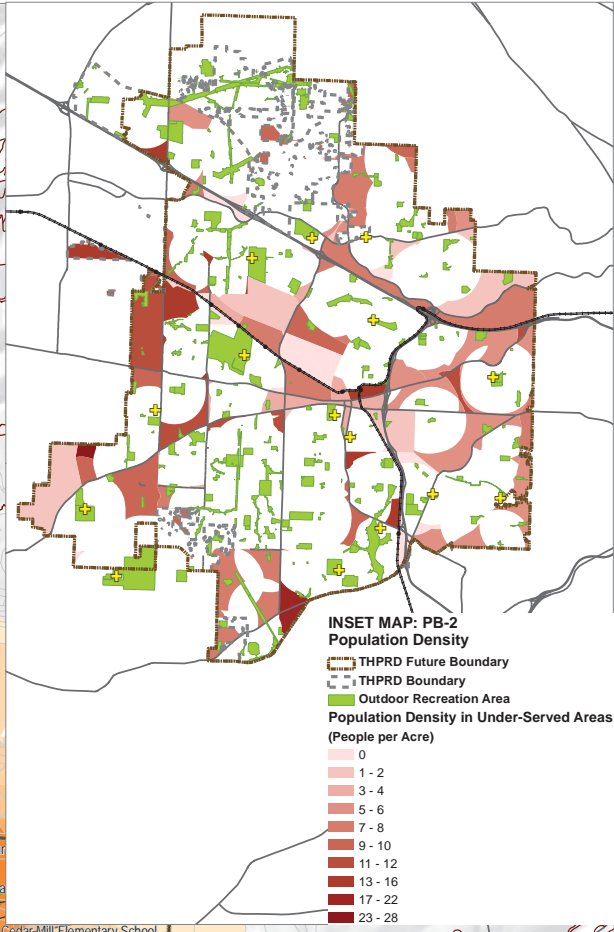 INSET MAP: PB-2
Population Density
THPRD Future Boundary
THPRD Boundary
Outdoor Recreation Area
Population Density in Under-Served Areas
(People per Acre)
0
1 - 2
3 - 4
5 - 6
7 - 8
9 - 10
11 - 12
13 - 16
17 - 22
23 - 28
r
a
Cedar-Mill Elementary School